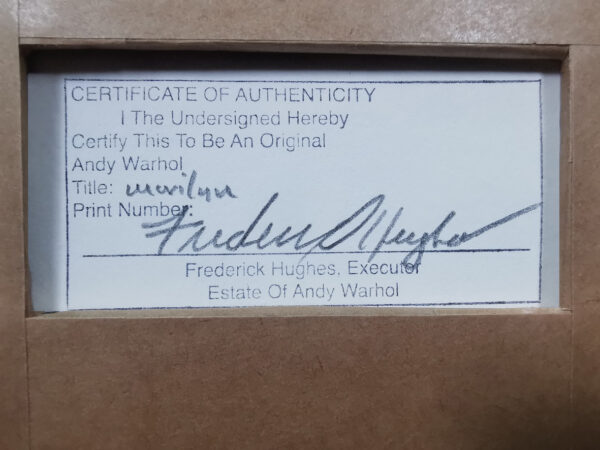 CERTIFICATE OF AUTHENTICITY
I The Undersigned Hereby
Certify This To Be An Original
Andy Warhol
Title: Marilyn
Print Number:
Frederick Hughes
Frederick Hughes, Executor
Estate Of Andy Warhol